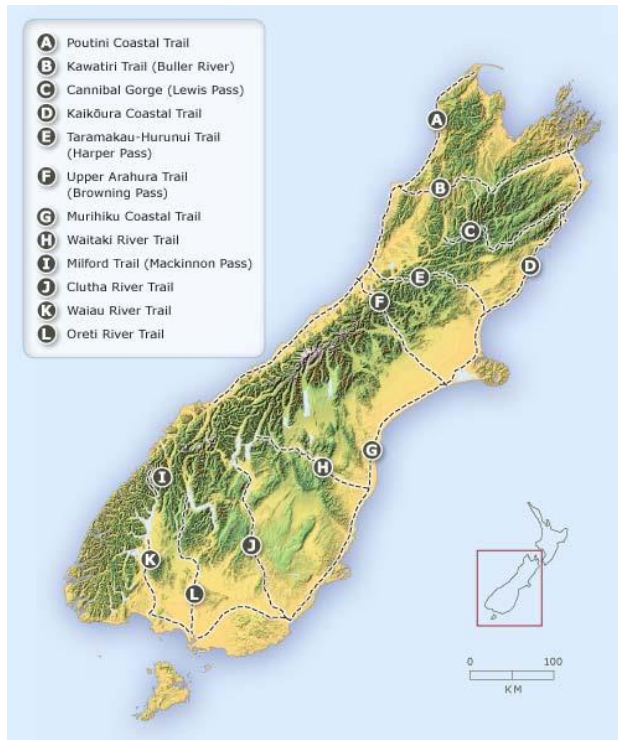 A Poutini Coastal Trail
B Kawatiri Trail (Buller River)
C Cannibal Gorge (Lewis Pass)
D Kaikōura Coastal Trail
E Taramakau-Hurunui Trail
(Harper Pass)
F Upper Arahura Trail
(Browning Pass)
G Murihiku Coastal Trail
H Waitaki River Trail
I Milford Trail (Mackinnon Pass)
J Clutha River Trail
K Waiau River Trail
L Oreti River Trail
A
B
C
D
E
F
G
H
I
J
K
L
0 100
KM